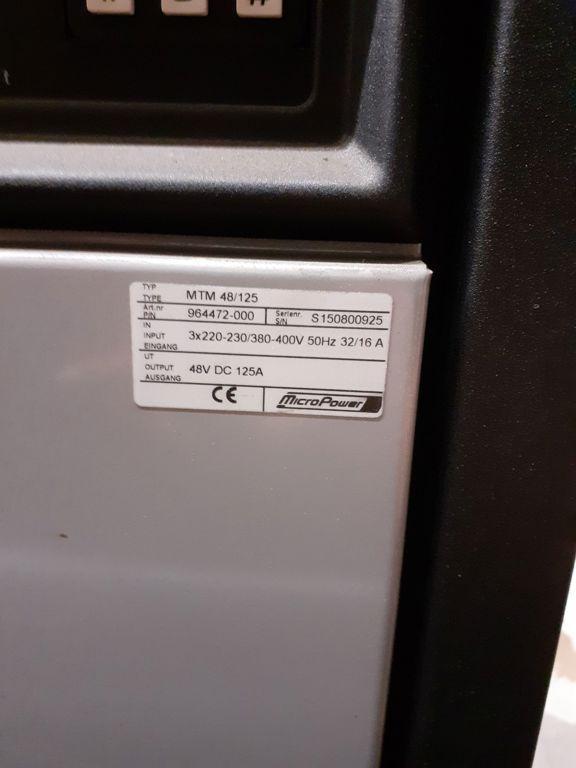 #
TYP
TYPE MTM 48/125
Art.nr
P/N 964472-000 Serienr.
S/N S150800925
IN
INPUT 3x220-230/380-400V 50Hz 32/16 A
EINGANG
UT
OUTPUT 48V DC 125A
AUSGANG
CE MicroPower